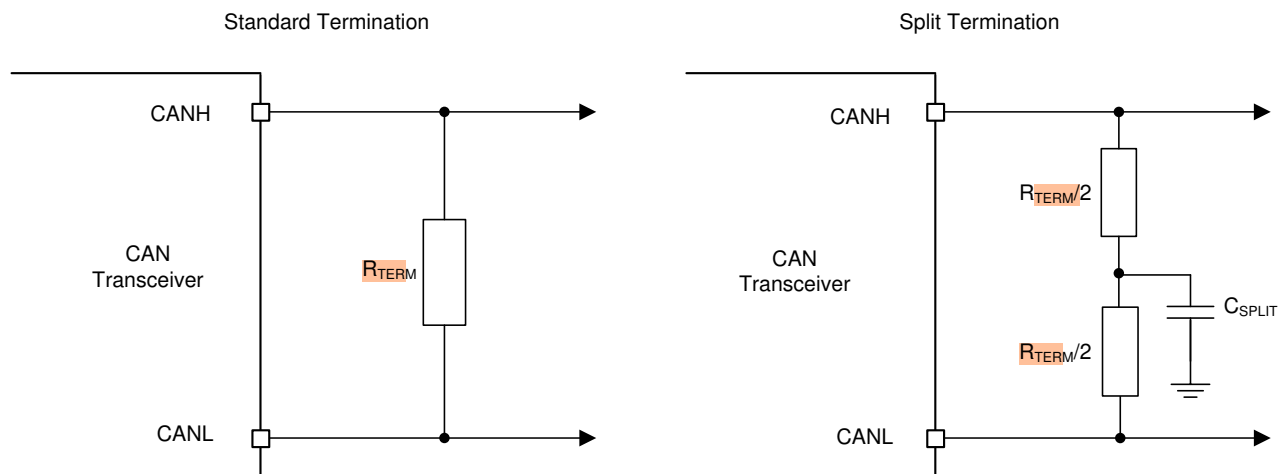 Standard Termination
CANH
CAN
Transceiver
RTERM
CANL
Split Termination
CANH
RTERM/2
CAN
Transceiver
CSPLIT
RTERM/2
CANL